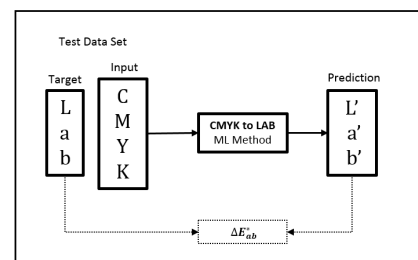 Test Data Set
Target
Input
Prediction
L
a
b
C
M
Y
K
CMYK to LAB
ML Method
L'
a'
b'
ΔE*ab